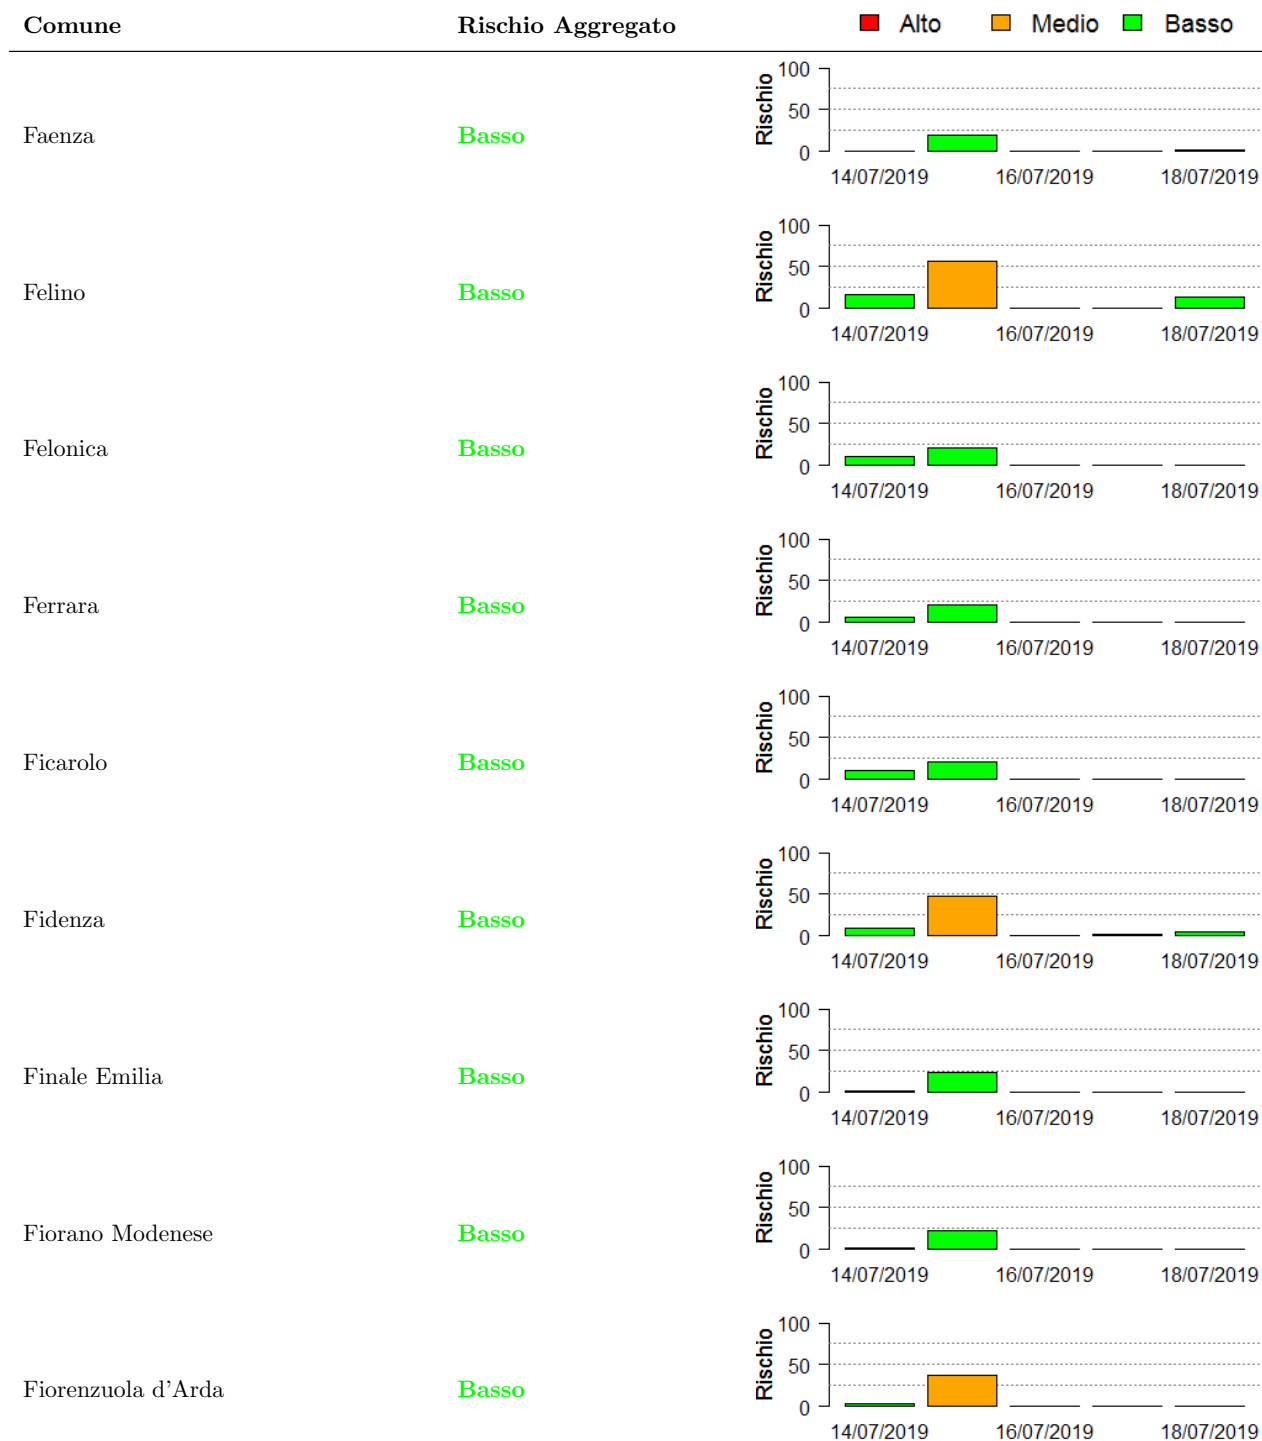 Comune Rischio Aggregato Alto Medio Basso
Faenza Basso Rischio 100 50 0
14/07/2019 16/07/2019 18/07/2019
Felino Basso Rischio 100 50 0
14/07/2019 16/07/2019 18/07/2019
Felonica Basso Rischio 100 50 0
14/07/2019 16/07/2019 18/07/2019
Ferrara Basso Rischio 100 50 0
14/07/2019 16/07/2019 18/07/2019
Ficarolo Basso Rischio 100 50 0
14/07/2019 16/07/2019 18/07/2019
Fidenza Basso Rischio 100 50 0
14/07/2019 16/07/2019 18/07/2019
Finale Emilia Basso Rischio 100 50 0
14/07/2019 16/07/2019 18/07/2019
Fiorano Modenese Basso Rischio 100 50 0
14/07/2019 16/07/2019 18/07/2019
Fiorenzuola d'Arda Basso Rischio 100 50 0
14/07/2019 16/07/2019 18/07/2019